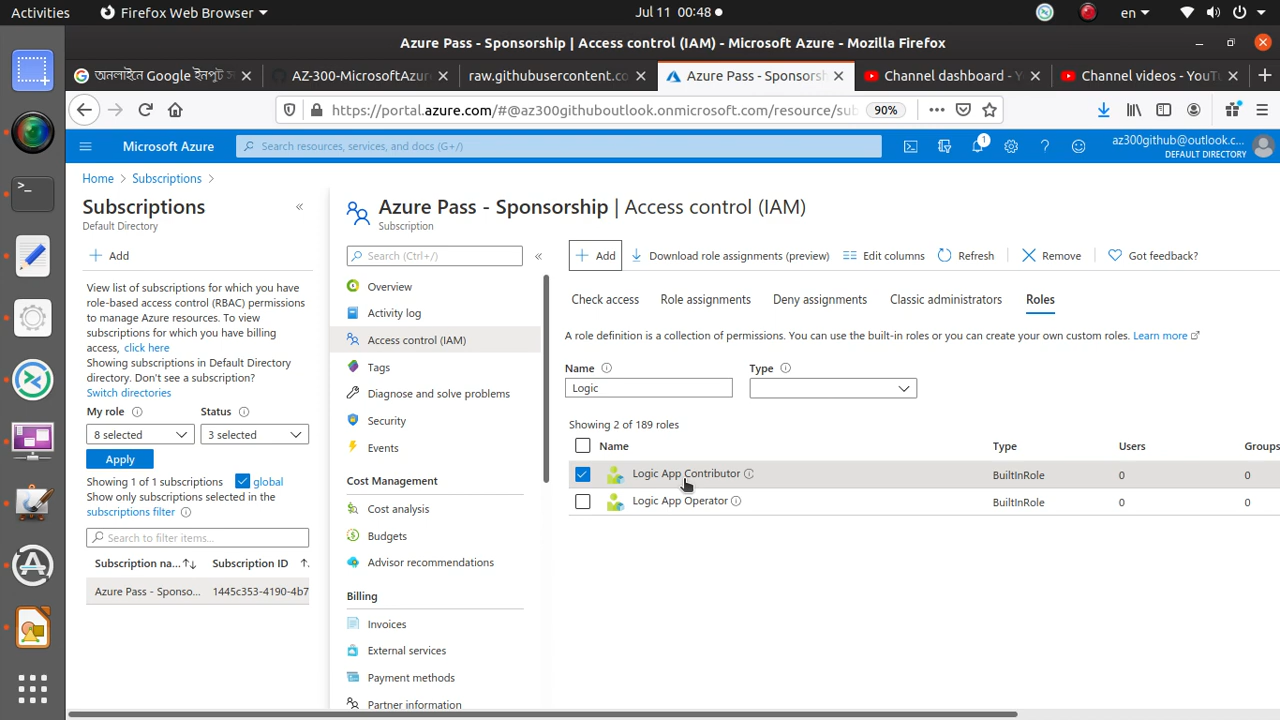 Activities Firefox Web Browser Jul 11 00:48 en
Azure Pass - Sponsorship | Access control (IAM) - Microsoft Azure - Mozilla Firefox
অনলাইনে Google ইনপুট স AZ-300-MicrosoftAzur raw.githubusercontent.co Azure Pass - Sponsorsh Channel dashboard - Y Channel videos - YouTu
https://portal.azure.com/#@az300githuboutlook.onmicrosoft.com/resource/sub 90%
Microsoft Azure Search resources, services, and docs (G+/) 1 az300github@outlook.c...
DEFAULT DIRECTORY
Home > Subscriptions >
Subscriptions «
Default Directory
Azure Pass - Sponsorship | Access control (IAM)
Subscription
+ Add
Search (Ctrl+/) «
+ Add Download role assignments (preview) Edit columns Refresh Remove Got feedback?
View list of subscriptions for which you have
role-based access control (RBAC) permissions
to manage Azure resources. To view
subscriptions for which you have billing
access, click here
Showing subscriptions in Default Directory
directory. Don't see a subscription?
Switch directories
My role Status
8 selected 3 selected
Apply
Showing 1 of 1 subscriptions global
Show only subscriptions selected in the
subscriptions filter
Search to filter items...
Subscription na... Subscription ID
Azure Pass - Sponso... 1445c353-4190-4b7
Overview
Activity log
Access control (IAM)
Tags
Diagnose and solve problems
Security
Events
Cost Management
Cost analysis
Budgets
Advisor recommendations
Billing
Invoices
External services
Payment methods
Partner information
Check access Role assignments Deny assignments Classic administrators Roles
A role definition is a collection of permissions. You can use the built-in roles or you can create your own custom roles. Learn more
Name Type
Logic
Showing 2 of 189 roles
Name Type Users Groups
Logic App Contributor BuiltInRole 0 0
Logic App Operator BuiltInRole 0 0